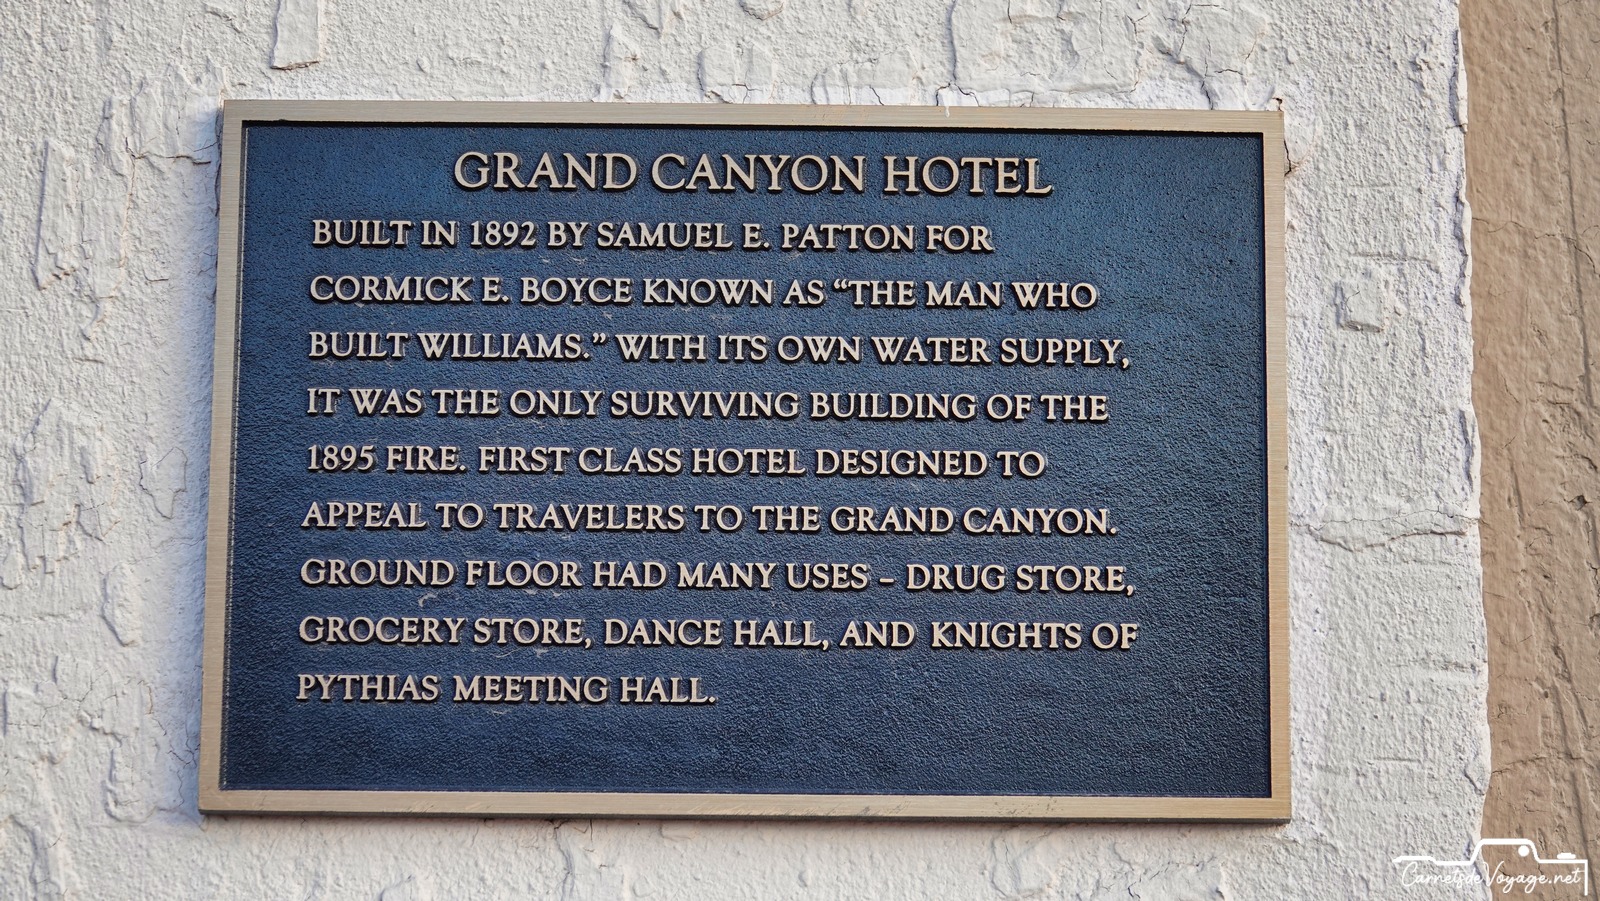 GRAND CANYON HOTEL
BUILT IN 1892 BY SAMUEL E. PATTON FOR
CORMICK E. BOYCE KNOWN AS “THE MAN WHO
BUILT WILLIAMS.” WITH ITS OWN WATER SUPPLY,
IT WAS THE ONLY SURVIVING BUILDING OF THE
1895 FIRE. FIRST CLASS HOTEL DESIGNED TO
APPEAL TO TRAVELERS TO THE GRAND CANYON.
GROUND FLOOR HAD MANY USES – DRUG STORE,
GROCERY STORE, DANCE HALL, AND KNIGHTS OF
PYTHIAS MEETING HALL.
CarnetsdeVoyage.net